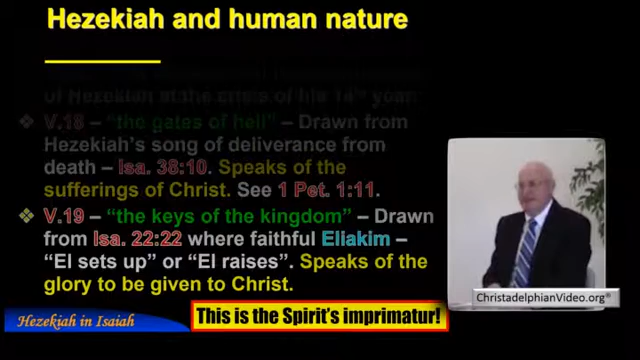 Hezekiah and human nature
of Hezekiah at the crisis of his 14th year.
❖ V.18 – “the gates of hell” – Drawn from
Hezekiah’s song of deliverance from
death – Isa. 38:10. Speaks of the
sufferings of Christ. See 1 Pet. 1:11.
❖ V.19 – “the keys of the kingdom” – Drawn
from Isa. 22:22 where faithful Eliakim –
“El sets up” or “El raises”. Speaks of the
glory to be given to Christ.
ChristadelphianVideo.org®
Hezekiah in Isaiah
This is the Spirit’s imprimatur!